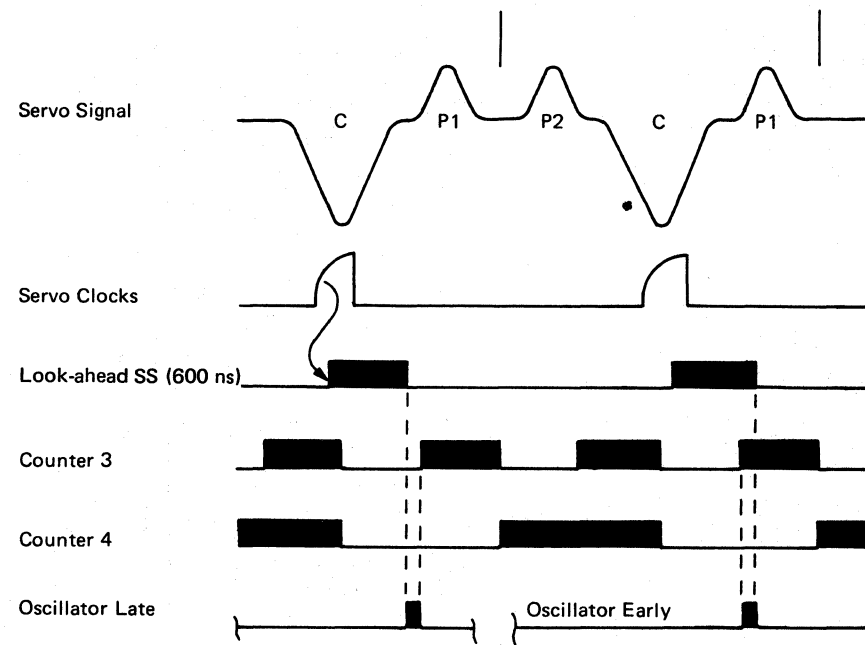 Servo Signal
C
P1
P2
C
P1
Servo Clocks
Look-ahead SS (600 ns)
Counter 3
Counter 4
Oscillator Late
Oscillator Early